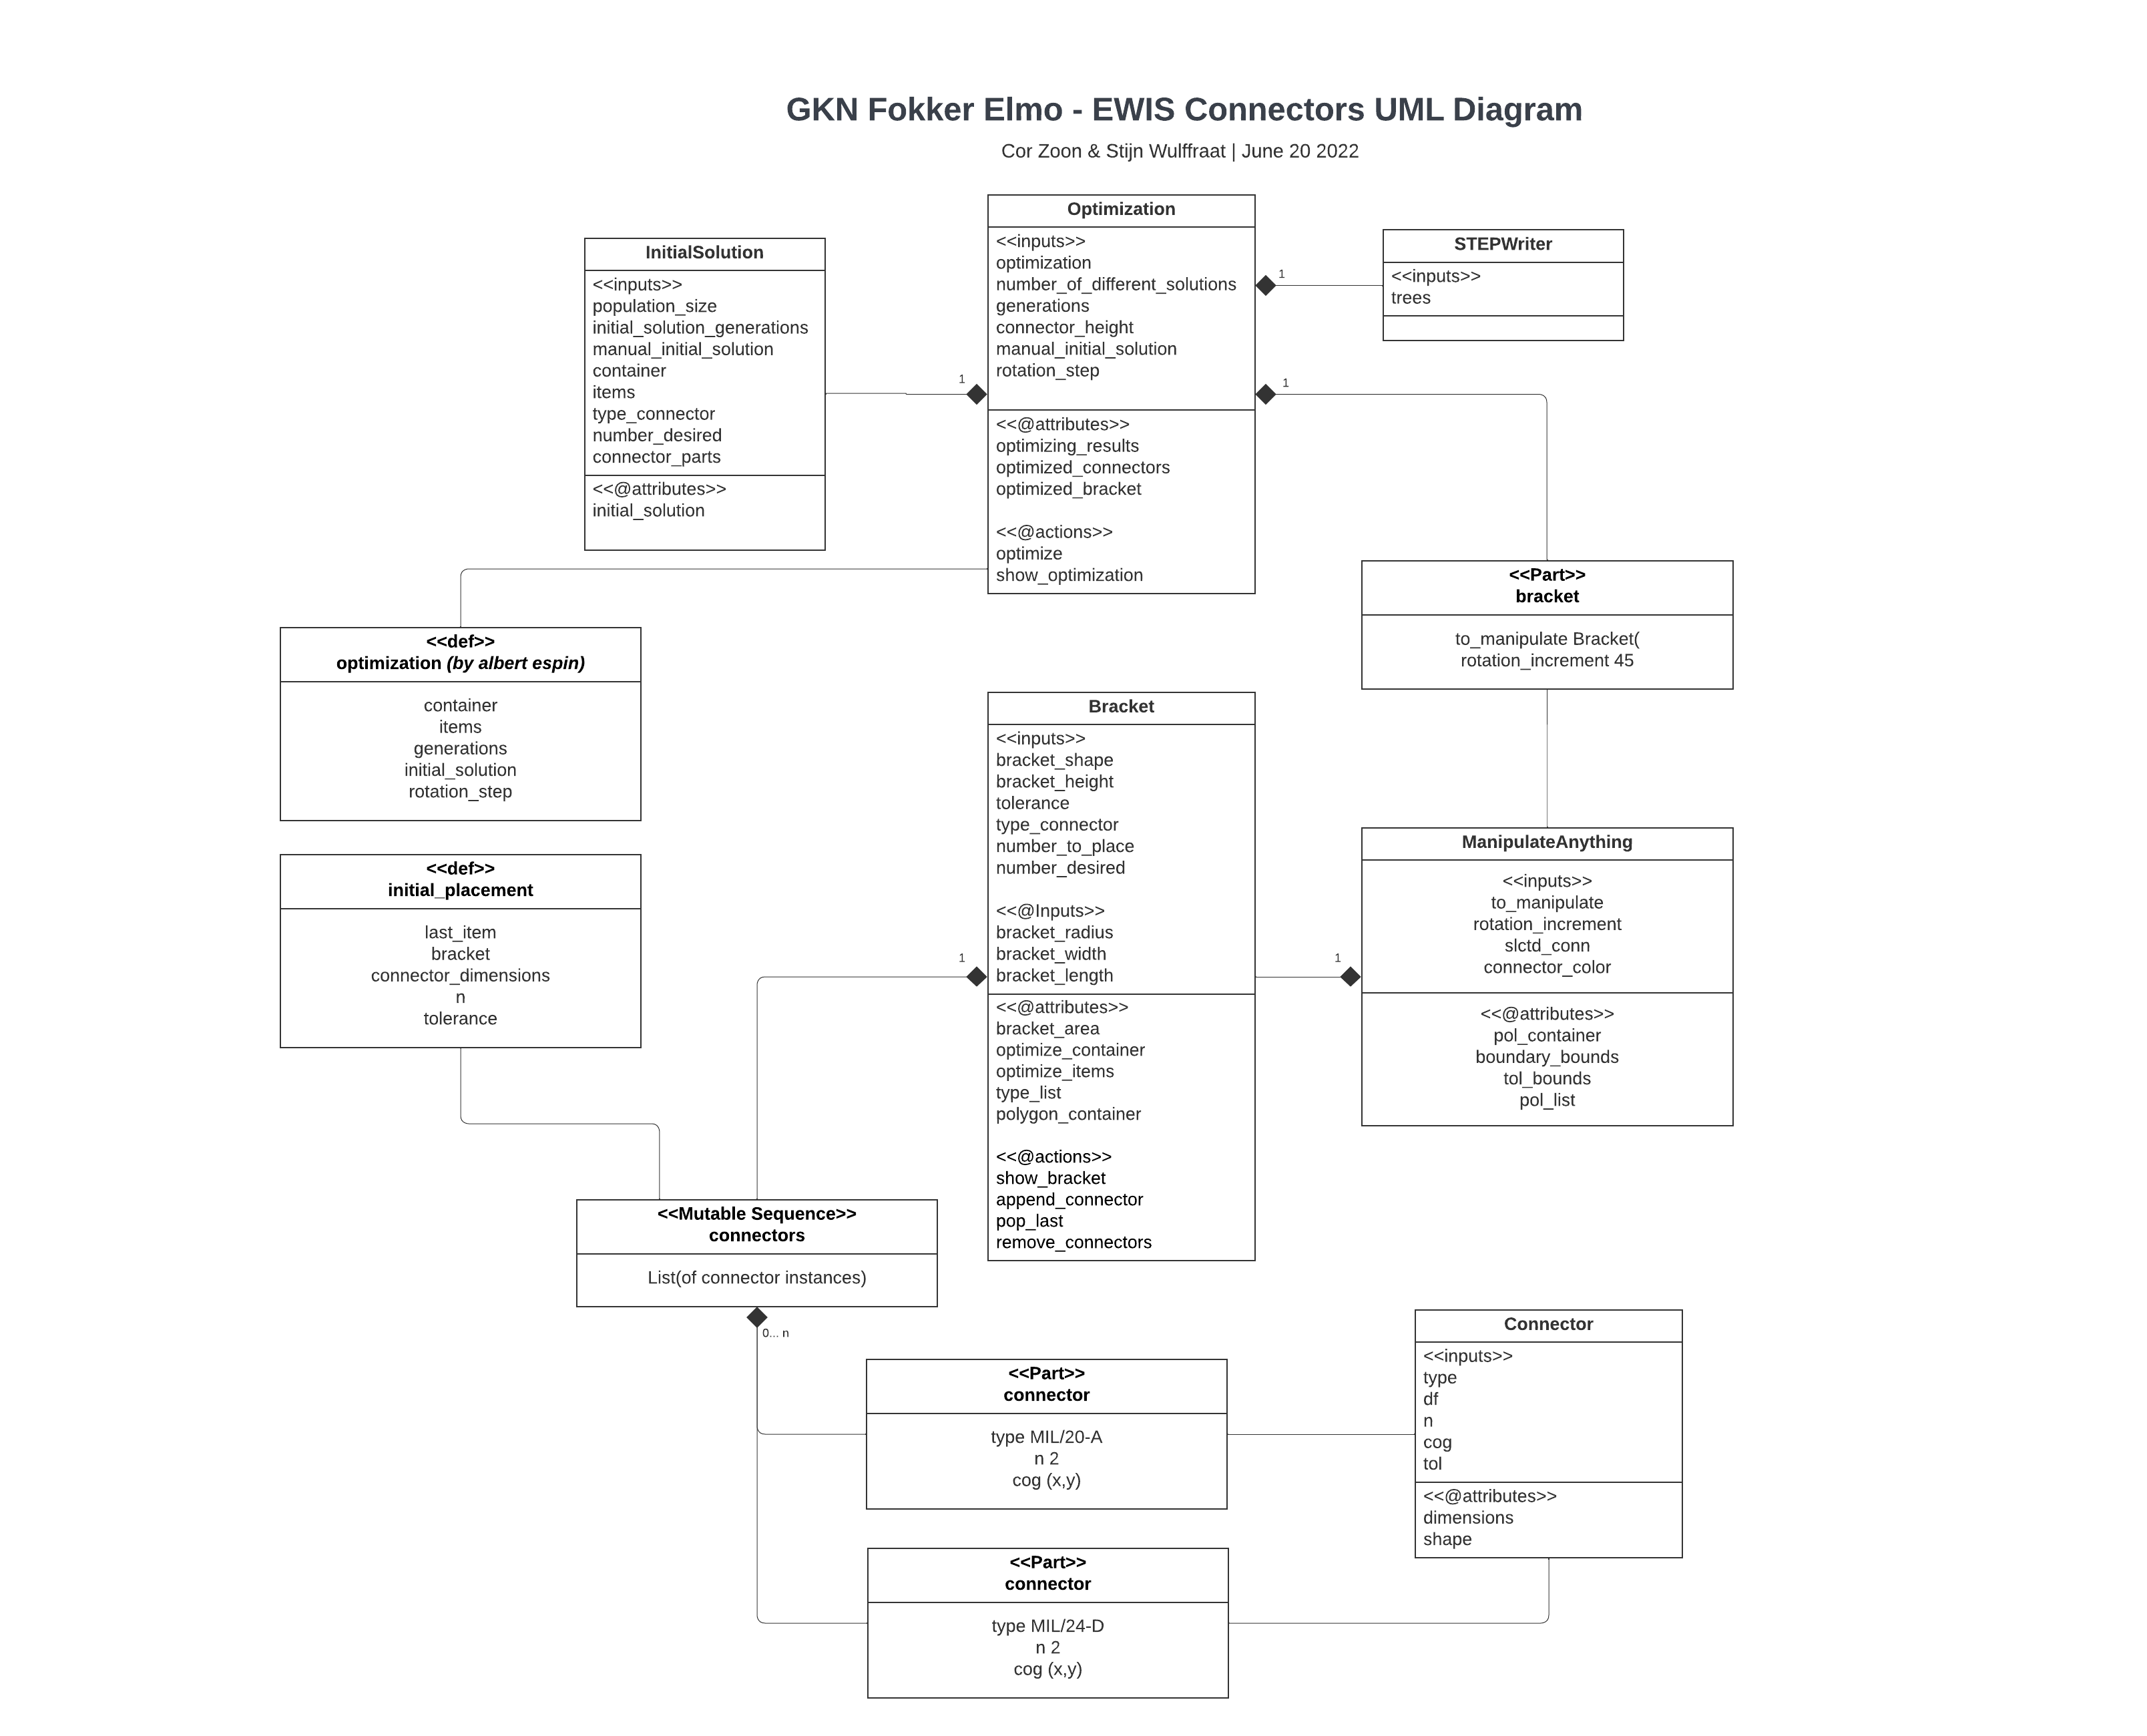 GKN Fokker Elmo - EWIS Connectors UML Diagram
Cor Zoon & Stijn Wulffraat | June 20 2022
InitialSolution
<<inputs>>
population_size
initial_solution_generations
manual_initial_solution
container
items
type_connector
number_desired
connector_parts
<<@attributes>>
initial_solution
1
Optimization
<<inputs>>
optimization
number_of_different_solutions
generations
connector_height
manual_initial_solution
rotation_step
<<@attributes>>
optimizing_results
optimized_connectors
optimized_bracket
<<@actions>>
optimize
show_optimization
1
1
STEPWriter
<<inputs>>
trees
<<Part>>
bracket
to_manipulate Bracket(
rotation_increment 45
<<def>>
optimization (by albert espin)
container
items
generations
initial_solution
rotation_step
<<def>>
initial_placement
last_item
bracket
connector_dimensions
n
tolerance
1
Bracket
<<inputs>>
bracket_shape
bracket_height
tolerance
type_connector
number_to_place
number_desired
<<@Inputs>>
bracket_radius
bracket_width
bracket_length
<<@attributes>>
bracket_area
optimize_container
optimize_items
type_list
polygon_container
<<@actions>>
show_bracket
append_connector
pop_last
remove_connectors
1
ManipulateAnything
<<inputs>>
to_manipulate
rotation_increment
slctd_conn
connector_color
<<@attributes>>
pol_container
boundary_bounds
tol_bounds
pol_list
<<Mutable Sequence>>
connectors
List(of connector instances)
0... n
<<Part>>
connector
type MIL/20-A
n 2
cog (x,y)
<<Part>>
connector
type MIL/24-D
n 2
cog (x,y)
Connector
<<inputs>>
type
df
n
cog
tol
<<@attributes>>
dimensions
shape